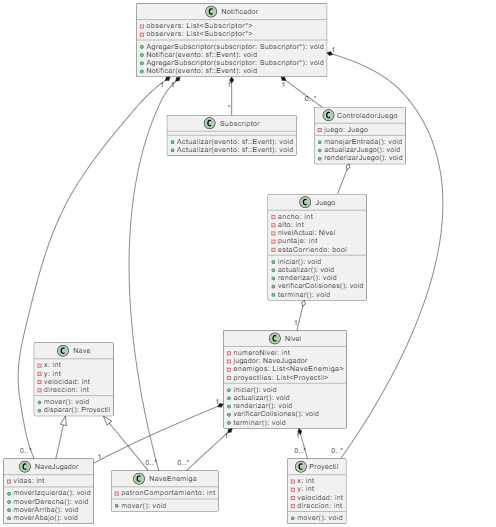 C Notificador
observers: List<Subscriptor*>
observers: List<Subscriptor*>
AgregarSubscriptor(subscriptor: Subscriptor*): void
Notificar(evento: sf::Event): void
AgregarSubscriptor(subscriptor: Subscriptor*): void
Notificar(evento: sf::Event): void
1
1
1
1
1
*
0..*
C Subscriptor
Actualizar(evento: sf::Event): void
Actualizar(evento: sf::Event): void
C ControladorJuego
juego: Juego
manejarEntrada(): void
actualizarJuego(): void
renderizarJuego(): void
C Juego
ancho: int
alto: int
nivelActual: Nivel
puntaje: int
estaCorriendo: bool
iniciar(): void
actualizar(): void
renderizar(): void
verificarColisiones(): void
terminar(): void
1
C Nivel
numeroNivel: int
jugador: NaveJugador
enemigos: List<NaveEnemiga>
proyectiles: List<Proyectil>
iniciar(): void
actualizar(): void
renderizar(): void
verificarColisiones(): void
terminar(): void
C Nave
x: int
y: int
velocidad: int
direccion: int
mover(): void
disparar(): Proyectil
1
1
1
0..*
1
0..*
0..*
0..*
0..*
C NaveJugador
vidas: int
moverIzquierda(): void
moverDerecha(): void
moverArriba(): void
moverAbajo(): void
C NaveEnemiga
patronComportamiento: int
mover(): void
C Proyectil
x: int
y: int
velocidad: int
direccion: int
mover(): void